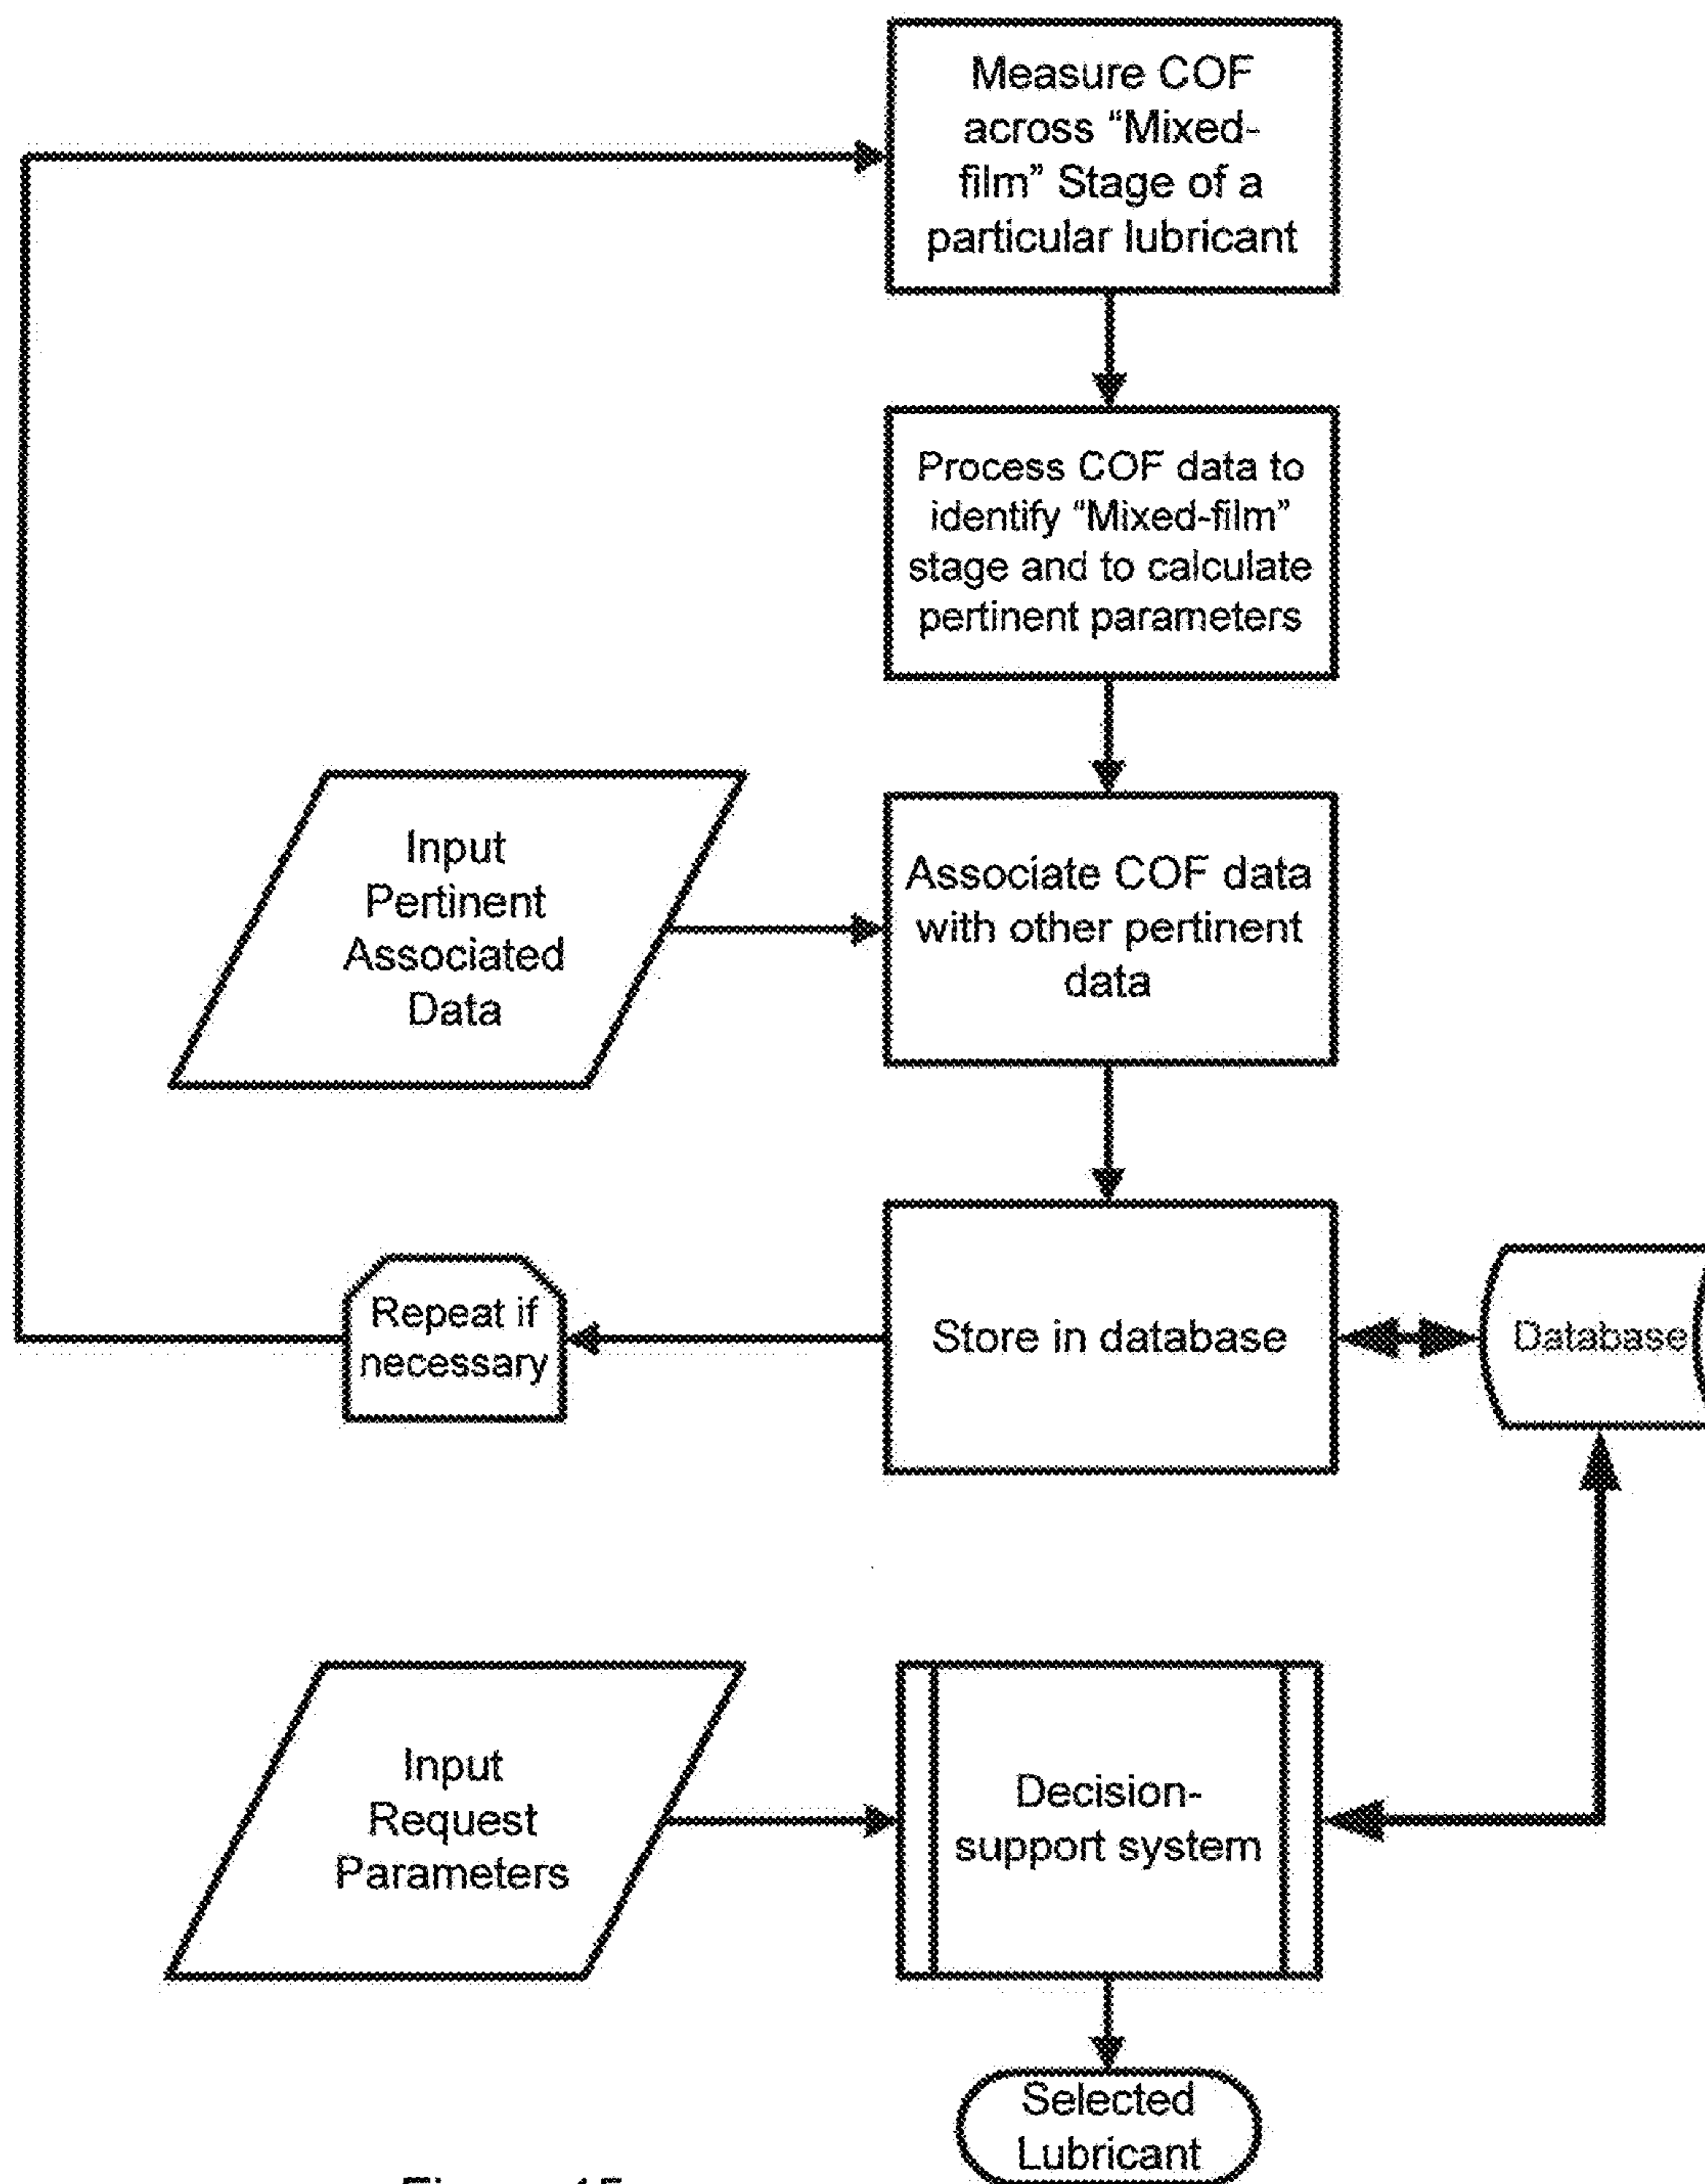 Measure COF
across “Mixed-
film” Stage of a
particular lubricant
Process COF data to
identify “Mixed-film”
stage and to calculate
pertinent parameters
Input
Pertinent
Associated
Data
Associate COF data
with other pertinent
data
Repeat if
necessary
Store in database
Database
Input
Request
Parameters
Decision-
support system
Selected
Lubricant